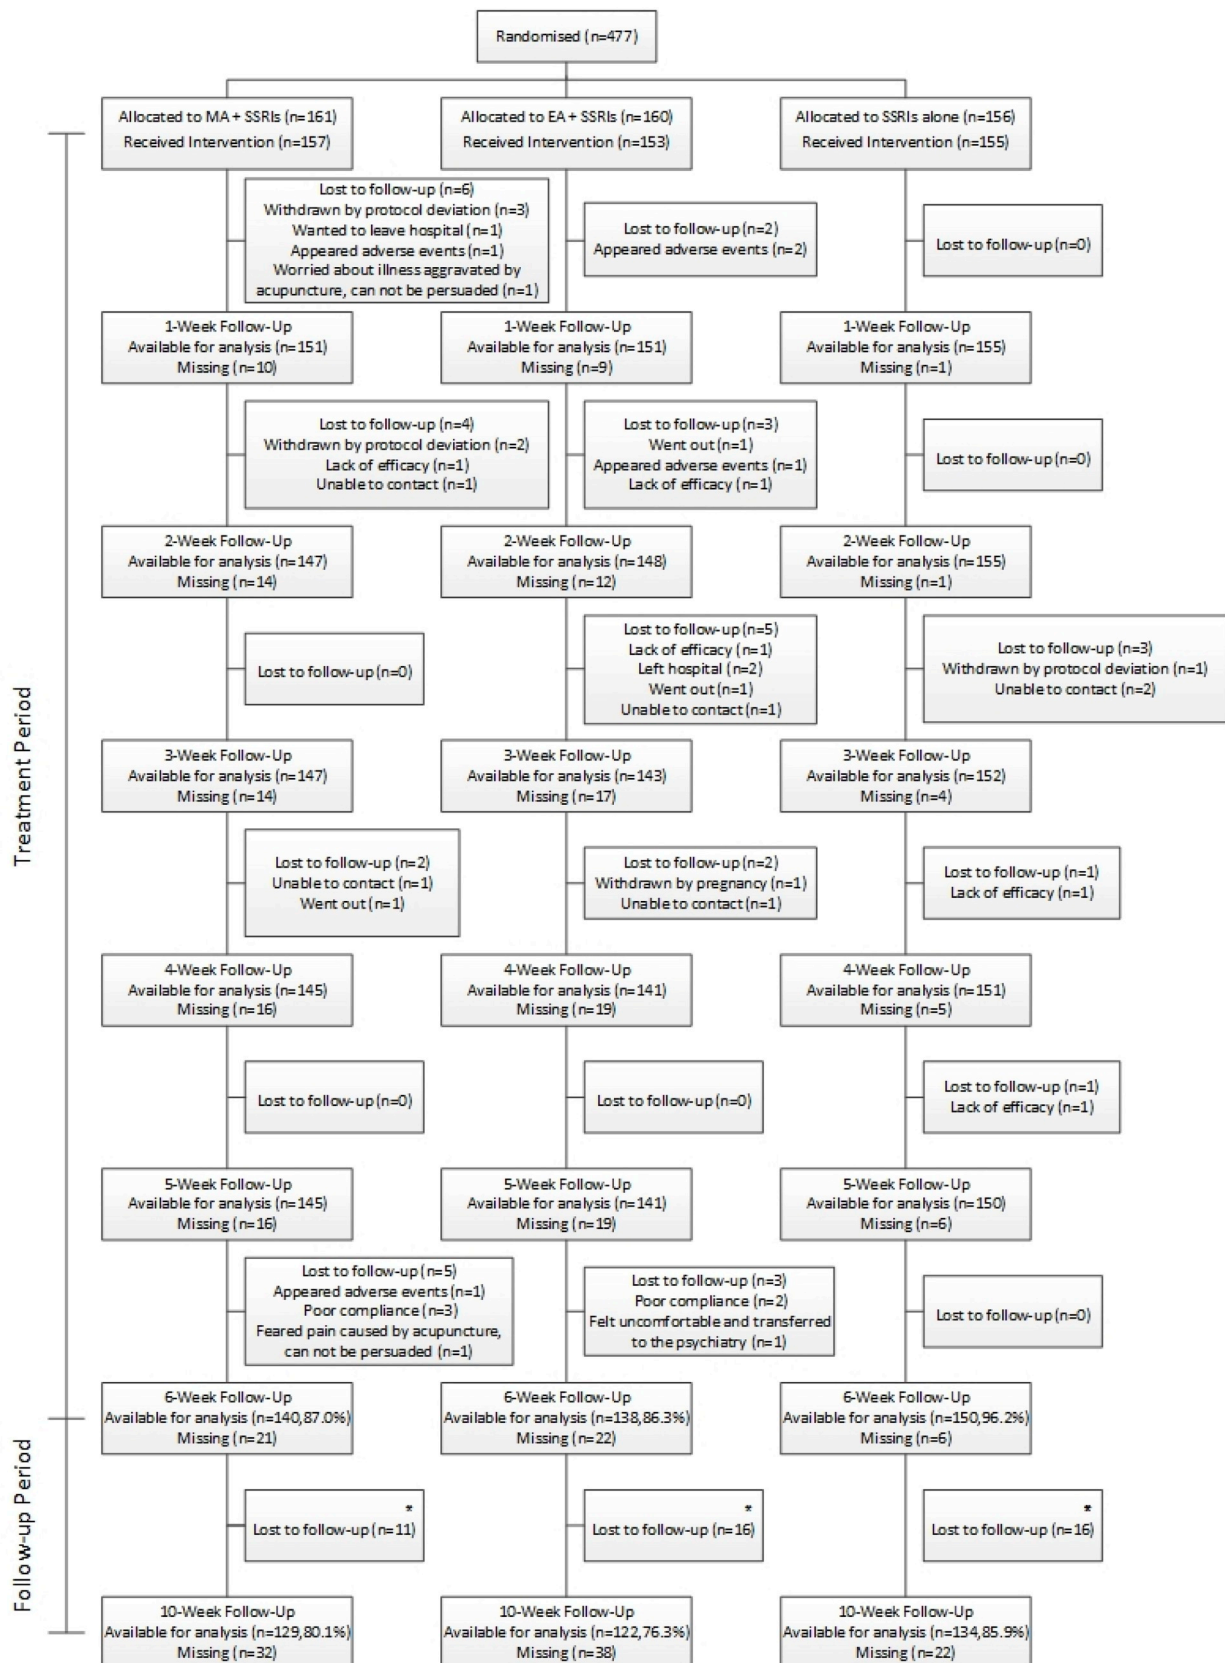 Randomised (n=477)
Allocated to MA + SSRIs (n=161)
Received Intervention (n=157)
Allocated to EA + SSRIs (n=160)
Received Intervention (n=153)
Allocated to SSRIs alone (n=156)
Received Intervention (n=155)
Lost to follow-up (n=6)
Withdrawn by protocol deviation (n=3)
Wanted to leave hospital (n=1)
Appeared adverse events (n=1)
Worried about illness aggravated by
acupuncture, can not be persuaded (n=1)
Lost to follow-up (n=2)
Appeared adverse events (n=2)
Lost to follow-up (n=0)
1-Week Follow-Up
Available for analysis (n=151)
Missing (n=10)
1-Week Follow-Up
Available for analysis (n=151)
Missing (n=9)
1-Week Follow-Up
Available for analysis (n=155)
Missing (n=1)
Lost to follow-up (n=4)
Withdrawn by protocol deviation (n=2)
Lack of efficacy (n=1)
Unable to contact (n=1)
Lost to follow-up (n=3)
Went out (n=1)
Appeared adverse events (n=1)
Lack of efficacy (n=1)
Lost to follow-up (n=0)
2-Week Follow-Up
Available for analysis (n=147)
Missing (n=14)
2-Week Follow-Up
Available for analysis (n=148)
Missing (n=12)
2-Week Follow-Up
Available for analysis (n=155)
Missing (n=1)
Lost to follow-up (n=0)
Lost to follow-up (n=5)
Lack of efficacy (n=1)
Left hospital (n=2)
Went out (n=1)
Unable to contact (n=1)
Lost to follow-up (n=3)
Withdrawn by protocol deviation (n=1)
Unable to contact (n=2)
Treatment Period
3-Week Follow-Up
Available for analysis (n=147)
Missing (n=14)
3-Week Follow-Up
Available for analysis (n=143)
Missing (n=17)
3-Week Follow-Up
Available for analysis (n=152)
Missing (n=4)
Lost to follow-up (n=2)
Unable to contact (n=1)
Went out (n=1)
Lost to follow-up (n=2)
Withdrawn by pregnancy (n=1)
Unable to contact (n=1)
Lost to follow-up (n=1)
Lack of efficacy (n=1)
4-Week Follow-Up
Available for analysis (n=145)
Missing (n=16)
4-Week Follow-Up
Available for analysis (n=141)
Missing (n=19)
4-Week Follow-Up
Available for analysis (n=151)
Missing (n=5)
Lost to follow-up (n=0)
Lost to follow-up (n=0)
Lost to follow-up (n=1)
Lack of efficacy (n=1)
5-Week Follow-Up
Available for analysis (n=145)
Missing (n=16)
5-Week Follow-Up
Available for analysis (n=141)
Missing (n=19)
5-Week Follow-Up
Available for analysis (n=150)
Missing (n=6)
Lost to follow-up (n=5)
Appeared adverse events (n=1)
Poor compliance (n=3)
Feared pain caused by acupuncture,
can not be persuaded (n=1)
Lost to follow-up (n=3)
Poor compliance (n=2)
Felt uncomfortable and transferred
to the psychiatry (n=1)
Lost to follow-up (n=0)
6-Week Follow-Up
Available for analysis (n=140,87.0%)
Missing (n=21)
6-Week Follow-Up
Available for analysis (n=138,86.3%)
Missing (n=22)
6-Week Follow-Up
Available for analysis (n=150,96.2%)
Missing (n=6)
Follow-up Period
*
Lost to follow-up (n=11)
*
Lost to follow-up (n=16)
*
Lost to follow-up (n=16)
10-Week Follow-Up
Available for analysis (n=129,80.1%)
Missing (n=32)
10-Week Follow-Up
Available for analysis (n=122,76.3%)
Missing (n=38)
10-Week Follow-Up
Available for analysis (n=134,85.9%)
Missing (n=22)